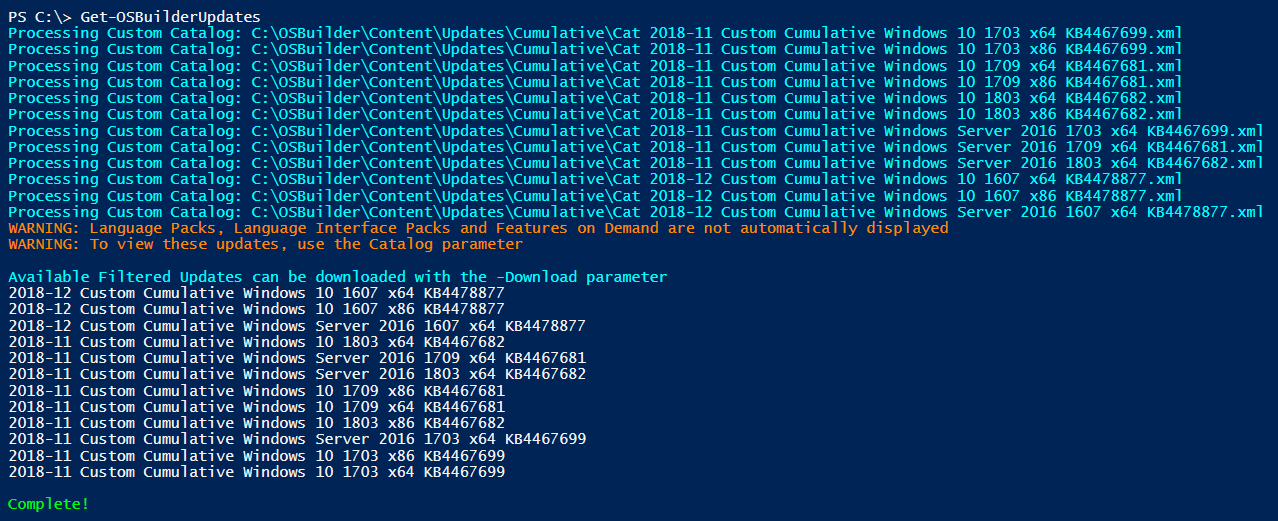 PS C:\> Get-OSBuilderUpdates
Processing Custom Catalog: C:\OSBuilder\Content\Updates\Cumulative\Cat 2018-11 Custom Cumulative Windows 10 1703 x64 KB4467699.xml
Processing Custom Catalog: C:\OSBuilder\Content\Updates\Cumulative\Cat 2018-11 Custom Cumulative Windows 10 1703 x86 KB4467699.xml
Processing Custom Catalog: C:\OSBuilder\Content\Updates\Cumulative\Cat 2018-11 Custom Cumulative Windows 10 1709 x64 KB4467681.xml
Processing Custom Catalog: C:\OSBuilder\Content\Updates\Cumulative\Cat 2018-11 Custom Cumulative Windows 10 1709 x86 KB4467681.xml
Processing Custom Catalog: C:\OSBuilder\Content\Updates\Cumulative\Cat 2018-11 Custom Cumulative Windows 10 1803 x64 KB4467682.xml
Processing Custom Catalog: C:\OSBuilder\Content\Updates\Cumulative\Cat 2018-11 Custom Cumulative Windows 10 1803 x86 KB4467682.xml
Processing Custom Catalog: C:\OSBuilder\Content\Updates\Cumulative\Cat 2018-11 Custom Cumulative Windows Server 2016 1703 x64 KB4467699.xml
Processing Custom Catalog: C:\OSBuilder\Content\Updates\Cumulative\Cat 2018-11 Custom Cumulative Windows Server 2016 1709 x64 KB4467681.xml
Processing Custom Catalog: C:\OSBuilder\Content\Updates\Cumulative\Cat 2018-11 Custom Cumulative Windows Server 2016 1803 x64 KB4467682.xml
Processing Custom Catalog: C:\OSBuilder\Content\Updates\Cumulative\Cat 2018-12 Custom Cumulative Windows 10 1607 x64 KB4478877.xml
Processing Custom Catalog: C:\OSBuilder\Content\Updates\Cumulative\Cat 2018-12 Custom Cumulative Windows 10 1607 x86 KB4478877.xml
Processing Custom Catalog: C:\OSBuilder\Content\Updates\Cumulative\Cat 2018-12 Custom Cumulative Windows Server 2016 1607 x64 KB4478877.xml
WARNING: Language Packs, Language Interface Packs and Features on Demand are not automatically displayed
WARNING: To view these updates, use the Catalog parameter
Available Filtered Updates can be downloaded with the -Download parameter
2018-12 Custom Cumulative Windows 10 1607 x64 KB4478877
2018-12 Custom Cumulative Windows 10 1607 x86 KB4478877
2018-12 Custom Cumulative Windows Server 2016 1607 x64 KB4478877
2018-11 Custom Cumulative Windows 10 1803 x64 KB4467682
2018-11 Custom Cumulative Windows Server 2016 1709 x64 KB4467681
2018-11 Custom Cumulative Windows Server 2016 1803 x64 KB4467682
2018-11 Custom Cumulative Windows 10 1709 x86 KB4467681
2018-11 Custom Cumulative Windows 10 1709 x64 KB4467681
2018-11 Custom Cumulative Windows 10 1803 x86 KB4467682
2018-11 Custom Cumulative Windows Server 2016 1703 x64 KB4467699
2018-11 Custom Cumulative Windows 10 1703 x86 KB4467699
2018-11 Custom Cumulative Windows 10 1703 x64 KB4467699
Complete!